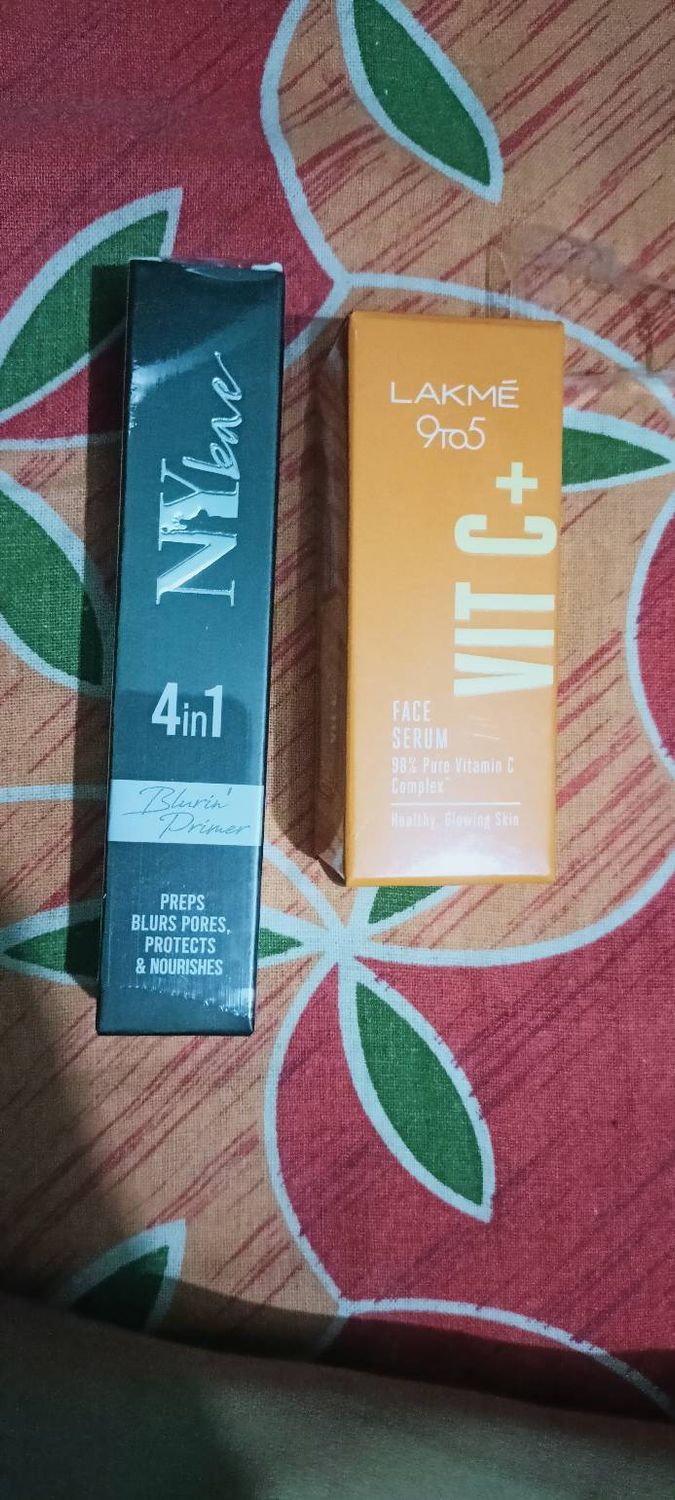 NYbae
4in1
Blurin'
Primer
PREPS
BLURS PORES,
PROTECTS
& NOURISHES
LAKMÉ
9TO5
VIT C+
FACE
SERUM
98% Pure Vitamin C
Complex
Healthy, Glowing Skin